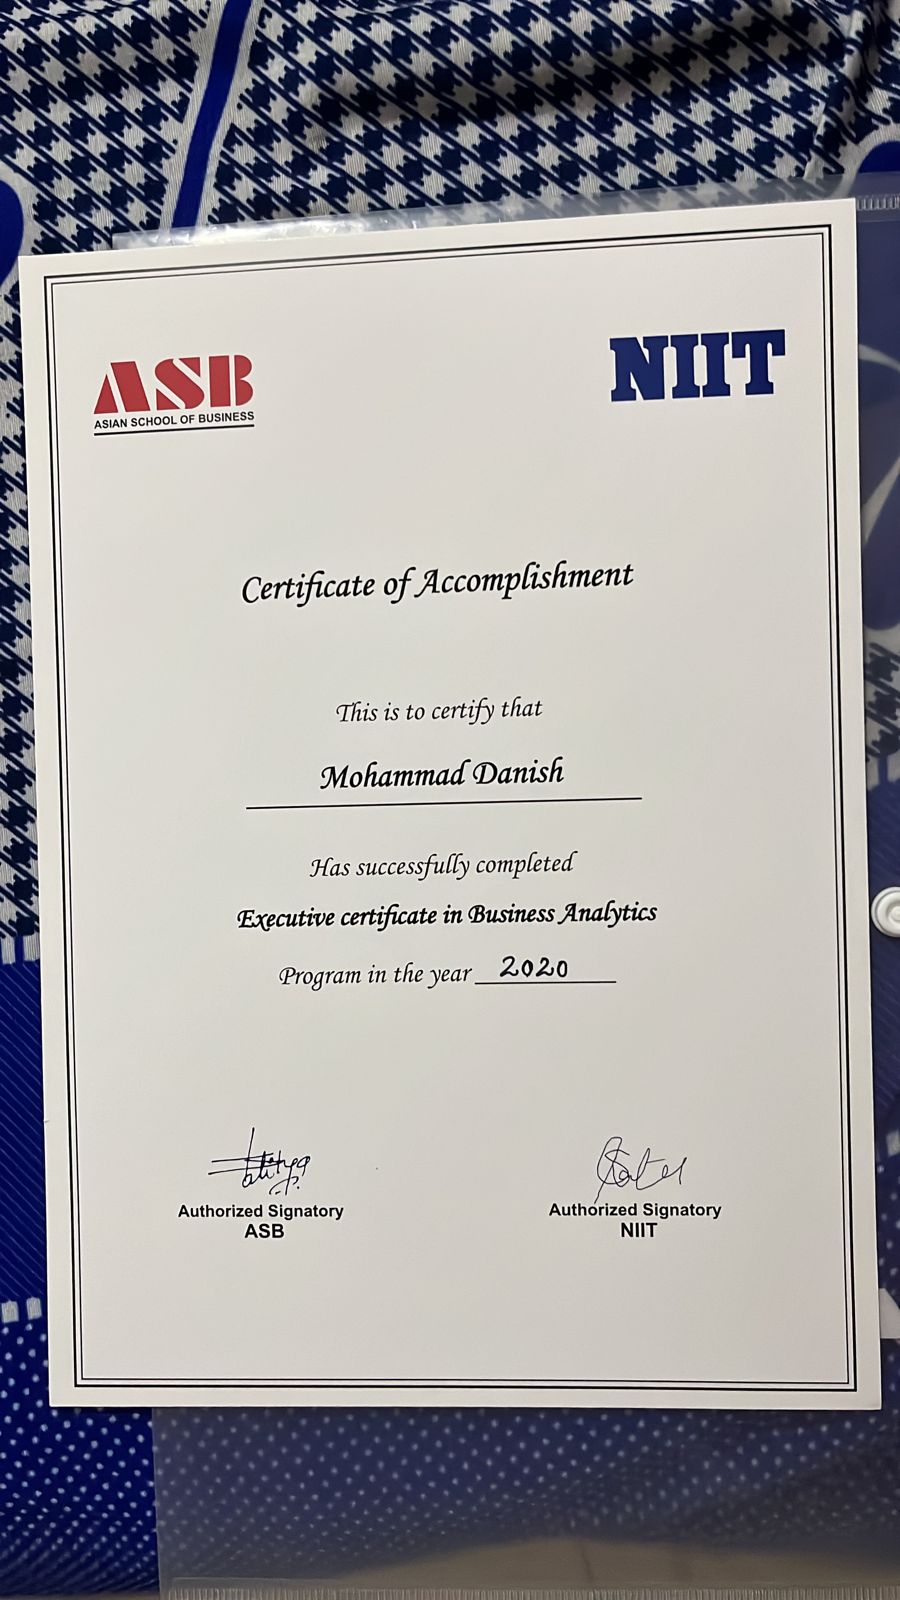 ASB
ASIAN SCHOOL OF BUSINESS
NIIT
Certificate of Accomplishment
This is to certify that
Mohammad Danish
Has successfully completed
Executive certificate in Business Analytics
Program in the year 2020
Authorized Signatory
ASB
Authorized Signatory
NIIT